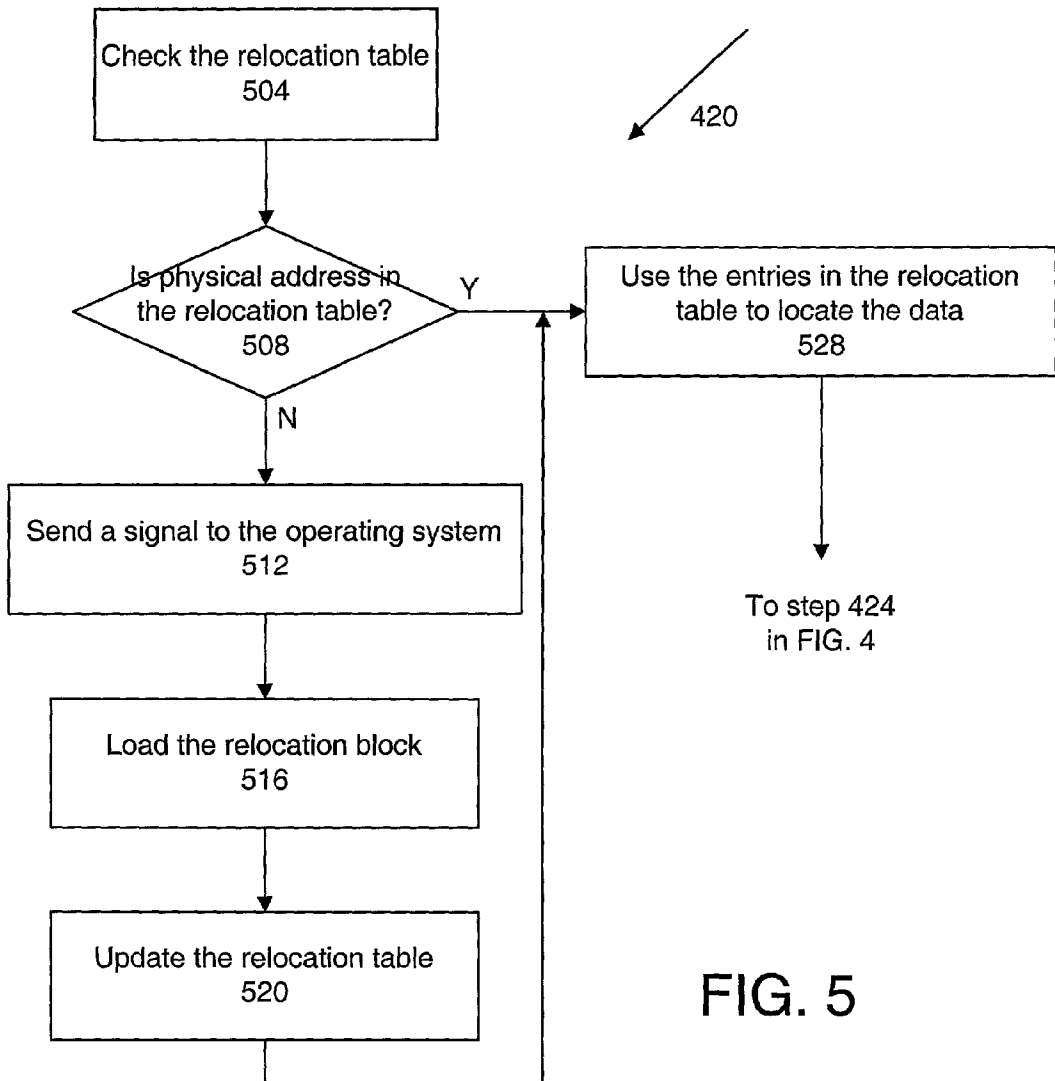 Check the relocation table
504
420
Is physical address in
the relocation table?
508
Y
N
Use the entries in the relocation
table to locate the data
528
Send a signal to the operating system
512
To step 424
in FIG. 4
Load the relocation block
516
Update the relocation table
520
FIG. 5